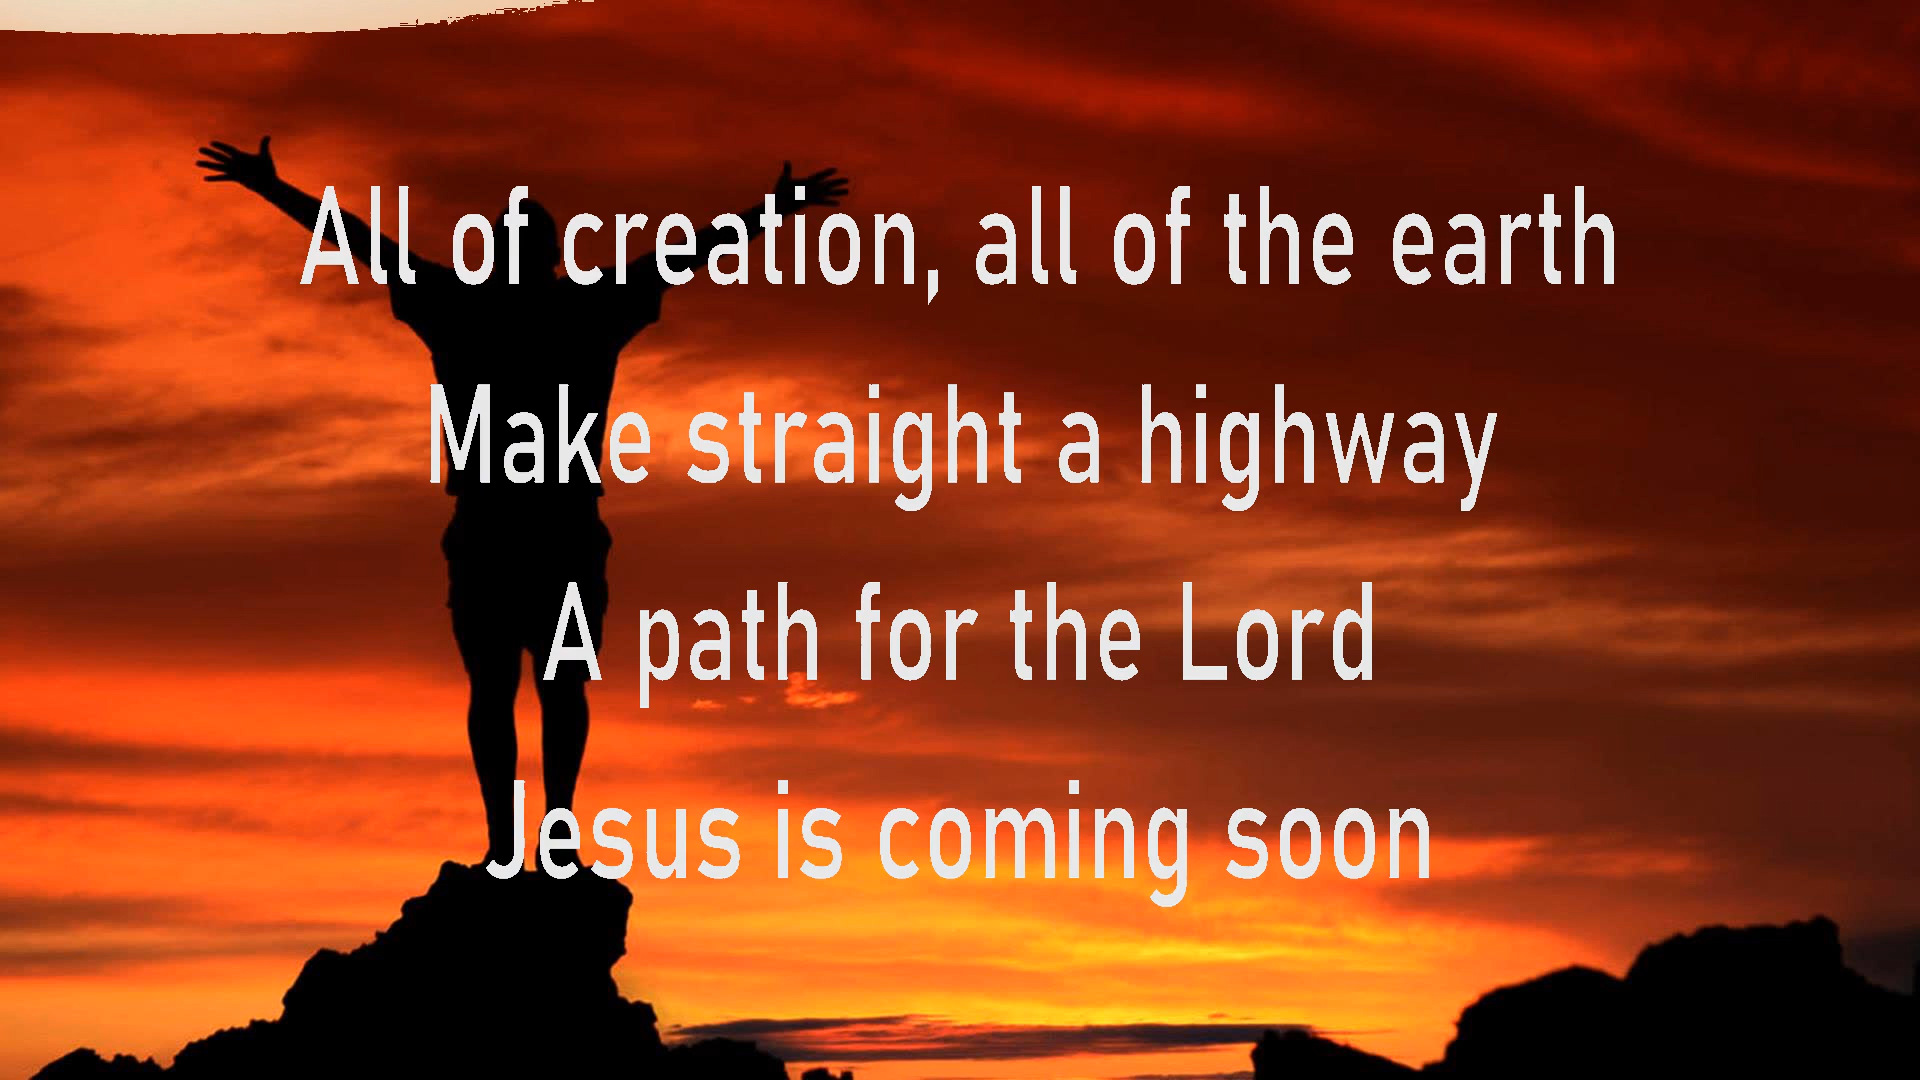 All of creation, all of the earth
Make straight a highway
A path for the Lord
Jesus is coming soon